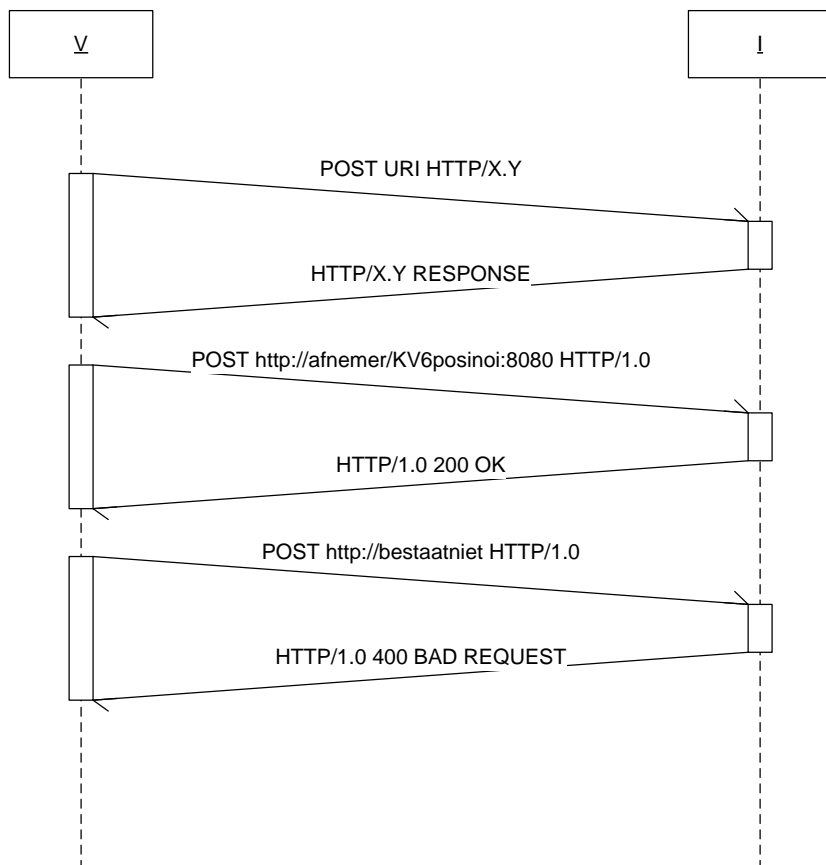 V
I
POST URI HTTP/X.Y
HTTP/X.Y RESPONSE
POST http://afnemer/KV6posinoi:8080 HTTP/1.0
HTTP/1.0 200 OK
POST http://bestaatniet HTTP/1.0
HTTP/1.0 400 BAD REQUEST